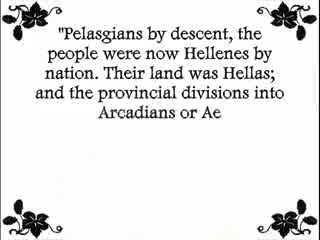 "Pelasgians by descent, the
people were now Hellenes by
nation. Their land was Hellas;
and the provincial divisions into
Arcadians or Ae